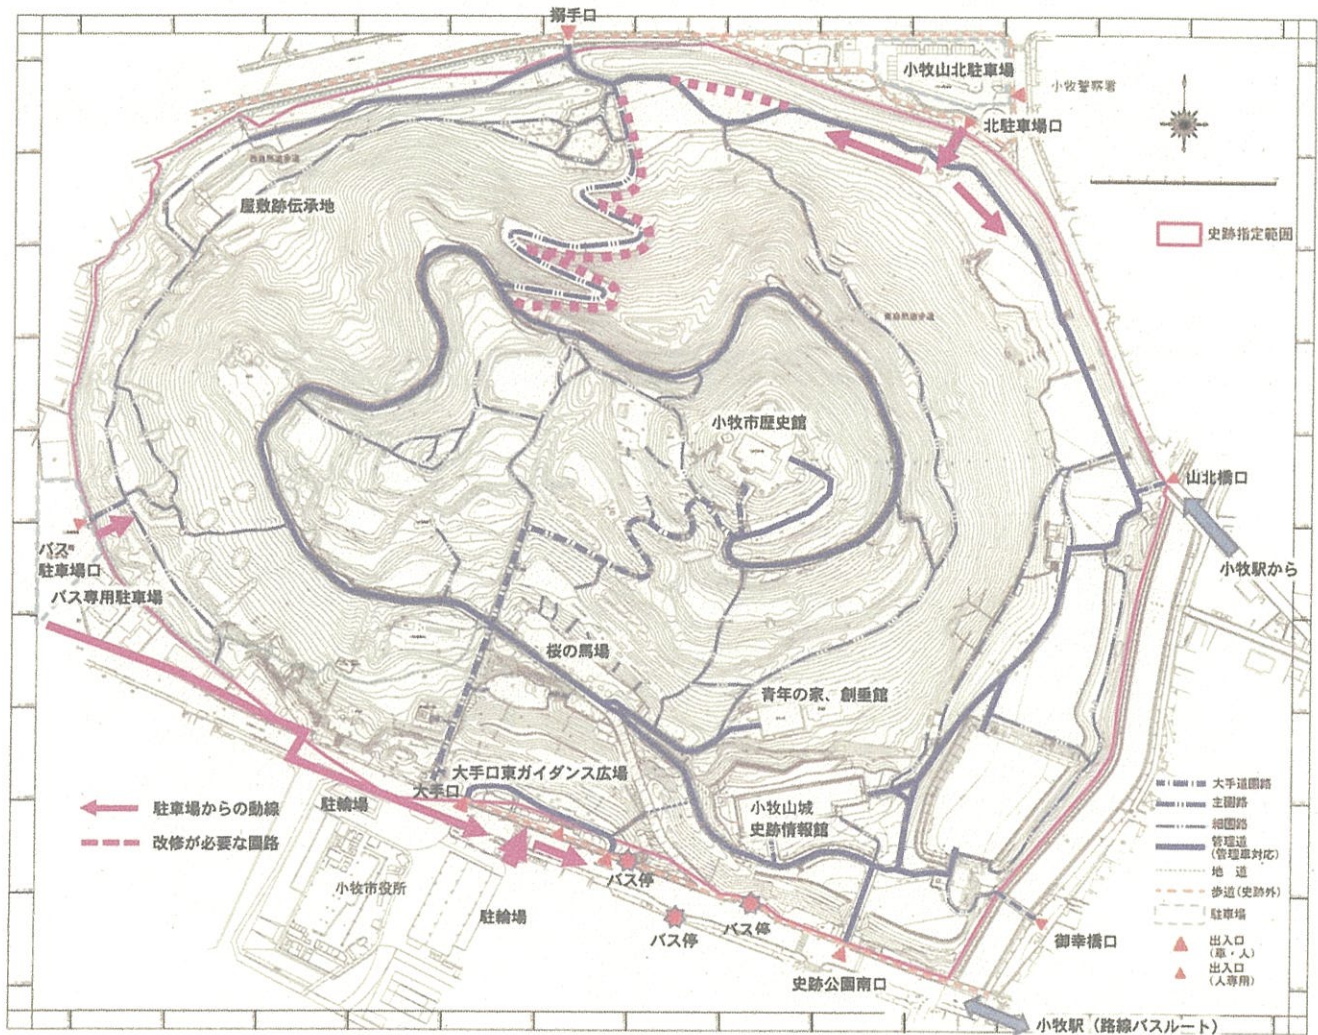 搦手口
小牧山北駐車場
小牧警察署
北駐車場口
屋敷跡伝承地
史跡指定範囲
小牧市歴史館
山北橋口
小牧駅から
バス
駐車場口
バス専用駐車場
桜の馬場
青年の家、創垂館
大手口東ガイダンス広場
大手口
駐車場からの動線
改修が必要な園路
駐輪場
小牧山城
史跡情報館
小牧市役所
駐輪場
バス停
バス停
バス停
史跡公園南口
御幸橋口
小牧駅（路線バスルート）
大手道園路
主園路
細園路
管理道
(管理車対応)
地　道
歩道(史跡外)
駐車場
出入口
(車・人)
出入口
(人専用)